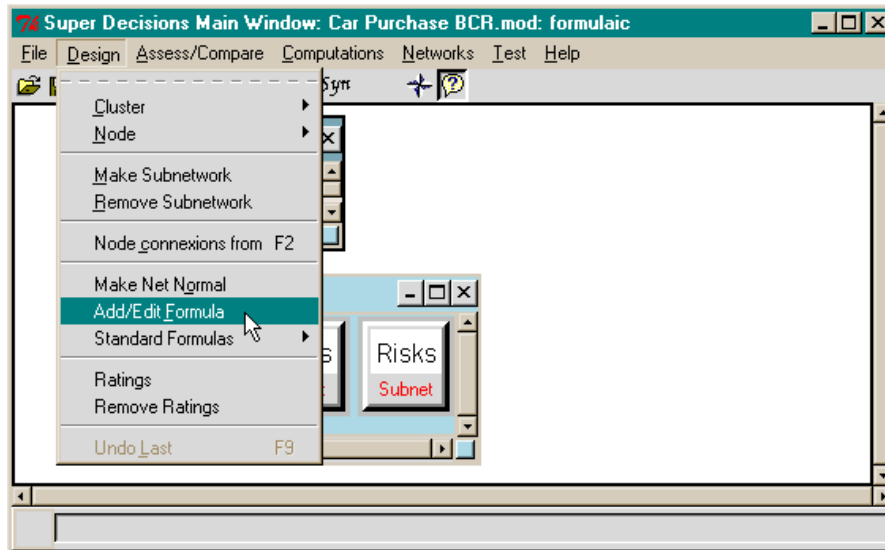 Super Decisions Main Window: Car Purchase BCR.mod: formulaic
File Design Assess/Compare Computations Networks Test Help
Syn
Cluster
Node
Make Subnetwork
Remove Subnetwork
Node connexions from F2
Make Net Normal
Add/Edit Formula
Standard Formulas
s Risks
Subnet
Ratings
Remove Ratings
Undo Last F9